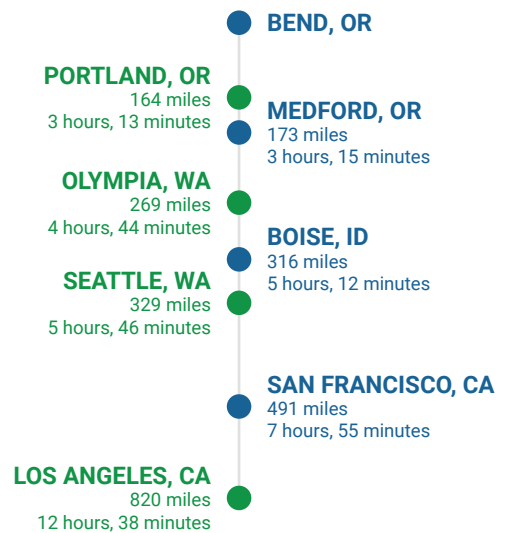 BEND, OR
PORTLAND, OR
164 miles
3 hours, 13 minutes
MEDFORD, OR
173 miles
3 hours, 15 minutes
OLYMPIA, WA
269 miles
4 hours, 44 minutes
BOISE, ID
316 miles
5 hours, 12 minutes
SEATTLE, WA
329 miles
5 hours, 46 minutes
SAN FRANCISCO, CA
491 miles
7 hours, 55 minutes
LOS ANGELES, CA
820 miles
12 hours, 38 minutes